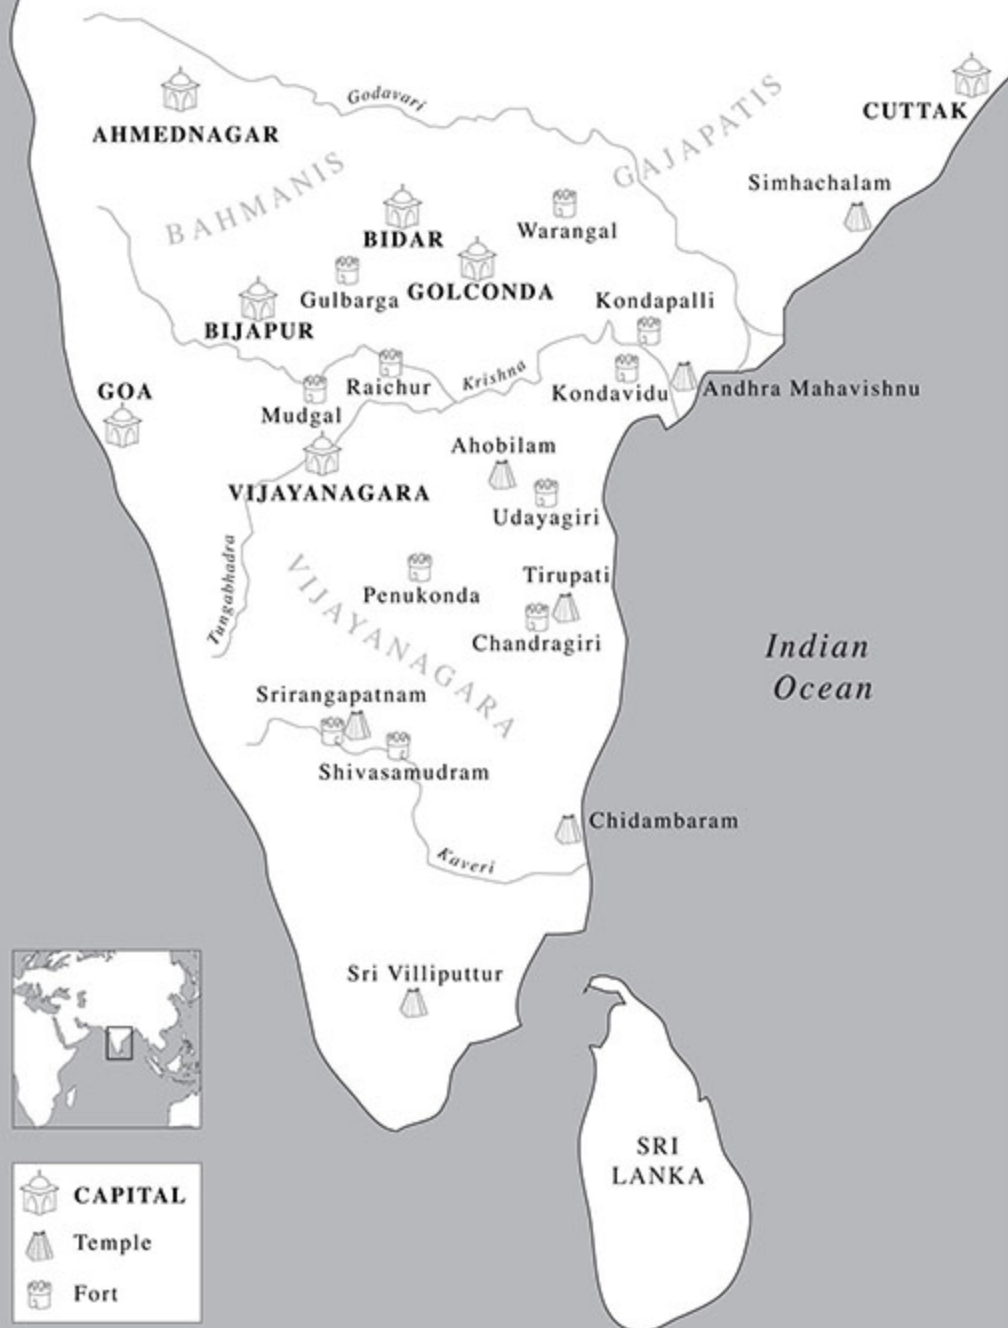 Godavari
AHMEDNAGAR
CUTTAK
BAHMANIS
GAJAPATIS
Simhachalam
BIDAR
Warangal
Gulbarga
GOLCONDA
Kondapalli
BIJAPUR
GOA
Mudgal
Raichur
Krishna
Kondavidu
Andhra Mahavishnu
Ahobilam
VIJAYANAGARA
Udayagiri
Tungabhadra
VIJAYANAGARA
Penukonda
Tirupati
Chandragiri
Indian
Ocean
Srirangapatnam
Shivasamudram
Chidambaram
Kaveri
Sri Villiputtur
SRI
LANKA
CAPITAL
Temple
Fort